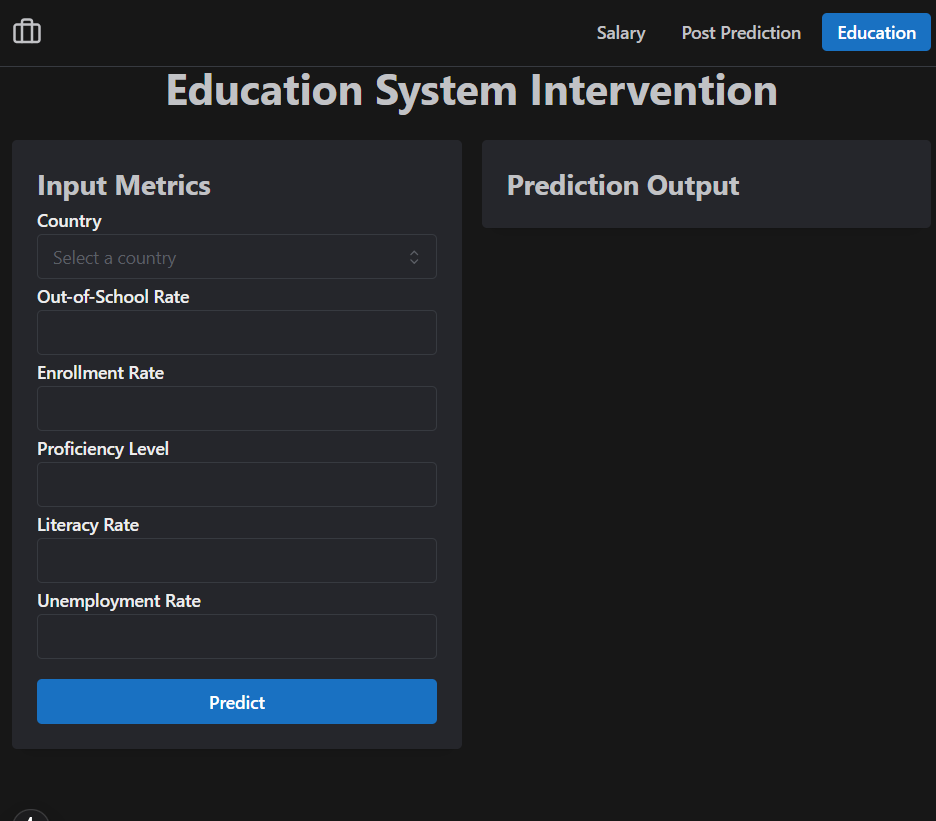 Salary
Post Prediction
Education
Education System Intervention
Input Metrics
Country
Select a country
Out-of-School Rate
Enrollment Rate
Proficiency Level
Literacy Rate
Unemployment Rate
Predict
Prediction Output